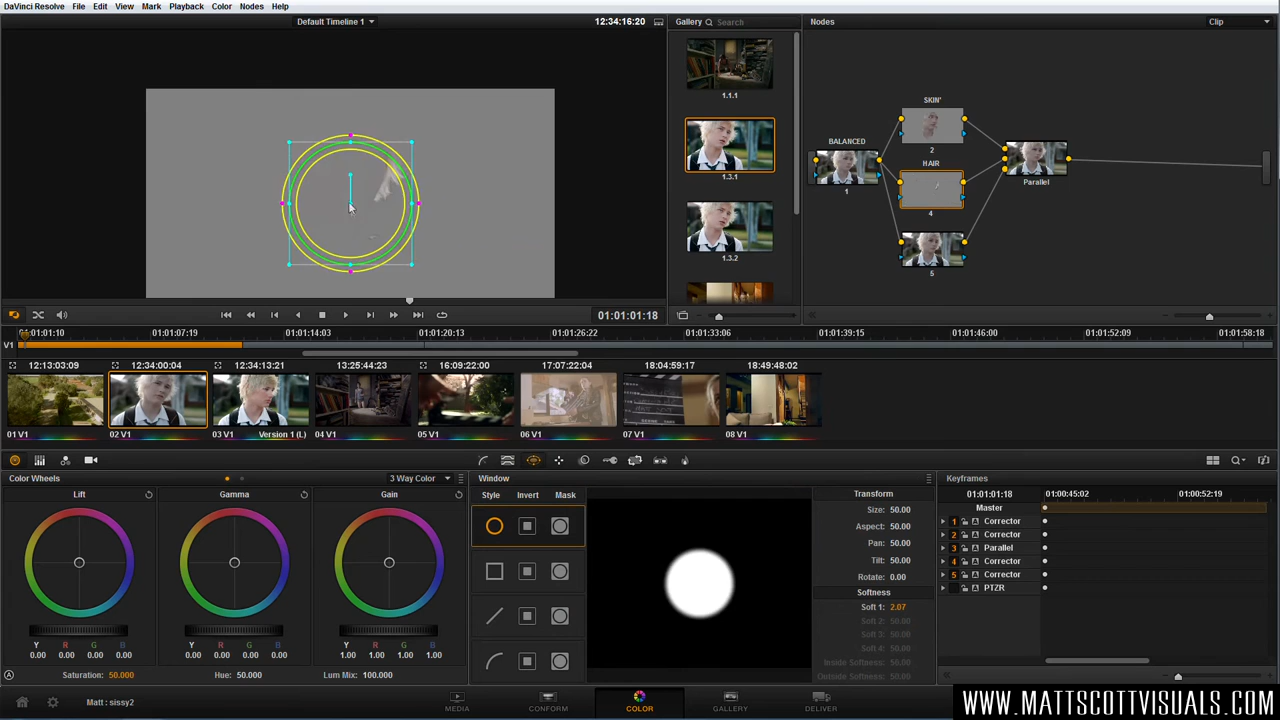 DaVinci Resolve File Edit View Mark Playback Color Nodes Help
Default Timeline 1
12:34:16:20
Gallery Search
Nodes
Clip
1.1.1
1.3.1
1.3.2
SKIN'
2
BALANCED
1
HAIR
4
Parallel
5
01:01:01:18
01:01:01:10 01:01:07:19 01:01:14:03 01:01:20:13 01:01:26:22 01:01:33:06 01:01:39:15 01:01:46:00 01:01:52:09 01:01:58:18
V1
12:13:03:09 12:34:00:04 12:34:13:21 13:25:44:23 16:09:22:00 17:07:22:04 18:04:59:17 18:49:48:02
01 V1 02 V1 03 V1 Version 1 (L) 04 V1 05 V1 06 V1 07 V1 08 V1
Color Wheels
3 Way Color
Lift Gamma Gain
Y R G B Y R G B Y R G B
0.00 0.00 0.00 0.00 0.00 0.00 0.00 0.00 1.00 1.00 1.00 1.00
A Saturation: 50.000 Hue: 50.000 Lum Mix: 100.000
Window
Style Invert Mask
Transform
Size: 50.00
Aspect: 50.00
Pan: 50.00
Tilt: 50.00
Rotate: 0.00
Softness
Soft 1: 2.07
Soft 2: 50.00
Soft 3: 50.00
Soft 4: 50.00
Inside Softness: 50.00
Outside Softness: 50.00
Keyframes
01:01:01:18 01:00:45:02 01:00:52:19
Master
1 A Corrector
2 A Corrector
3 A Parallel
4 A Corrector
5 A Corrector
A PTZR
Matt : sissy2
MEDIA CONFORM COLOR GALLERY DELIVER
WWW.MATTSCOTTVISUALS.COM